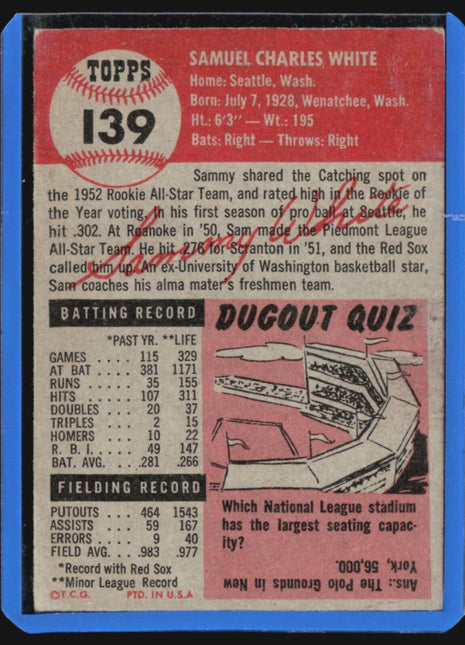 TOPPS
139
SAMUEL CHARLES WHITE
Home: Seattle, Wash.
Born: July 7, 1928, Wenatchee, Wash.
Ht.: 6'3" — Wt.: 195
Bats: Right — Throws: Right
Sammy shared the Catching spot on
the 1952 Rookie All-Star Team, and rated high in the Rookie of
the Year voting. In his first season of pro ball at Seattle, he
hit .302. At Roanoke in '50, Sam made the Piedmont League
All-Star Team. He hit .276 for Scranton in '51, and the Red Sox
called him up. An ex-University of Washington basketball star,
Sam coaches his alma mater's freshmen team.
Sammy White
BATTING RECORD
*PAST YR. **LIFE
GAMES .... 115 329
AT BAT .... 381 1171
RUNS .... 35 155
HITS .... 107 311
DOUBLES .... 20 37
TRIPLES .... 2 15
HOMERS .... 10 22
R. B. I. .... 49 147
BAT. AVG. ... .281 .266
FIELDING RECORD
PUTOUTS .... 464 1543
ASSISTS .... 59 167
ERRORS .... 9 40
FIELD AVG. ... .983 .977
*Record with Red Sox
**Minor League Record
©T.C.G. PTD. IN U.S.A
DUGOUT QUIZ
Which National League stadium
has the largest seating capac-
ity?
Ans.: The Polo Grounds in New
York, 56,000.